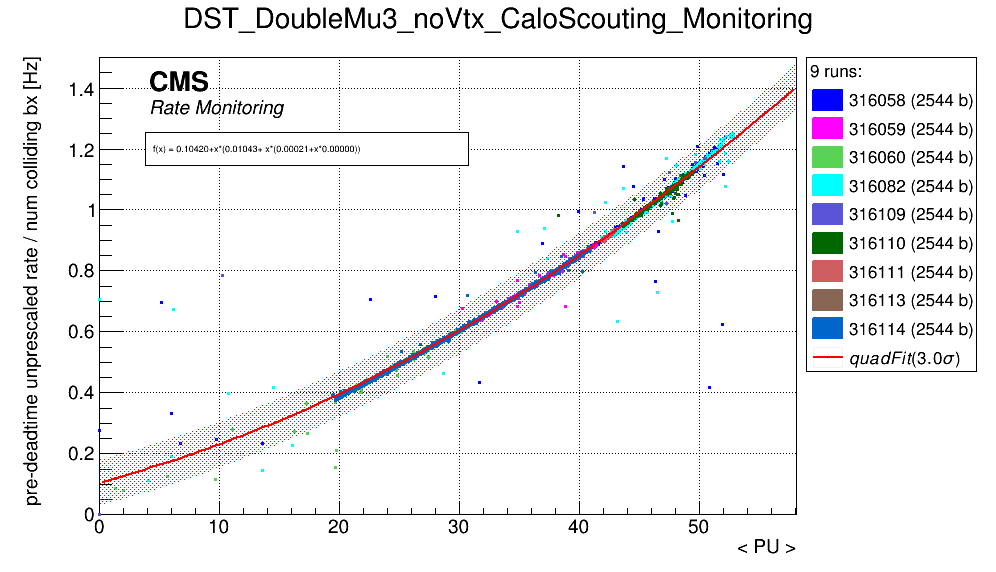 DST_DoubleMu3_noVtx_CaloScouting_Monitoring
pre-deadtime unprescaled rate / num colliding bx [Hz]
CMS
Rate Monitoring
f(x) = 0.10420+x*(0.01043+ x*(0.00021+x*0.00000))
1.4
1.2
1
0.8
0.6
0.4
0.2
0
0 10 20 30 40 50
< PU >
9 runs:
316058 (2544 b)
316059 (2544 b)
316060 (2544 b)
316082 (2544 b)
316109 (2544 b)
316110 (2544 b)
316111 (2544 b)
316113 (2544 b)
316114 (2544 b)
quadFit(3.0σ)